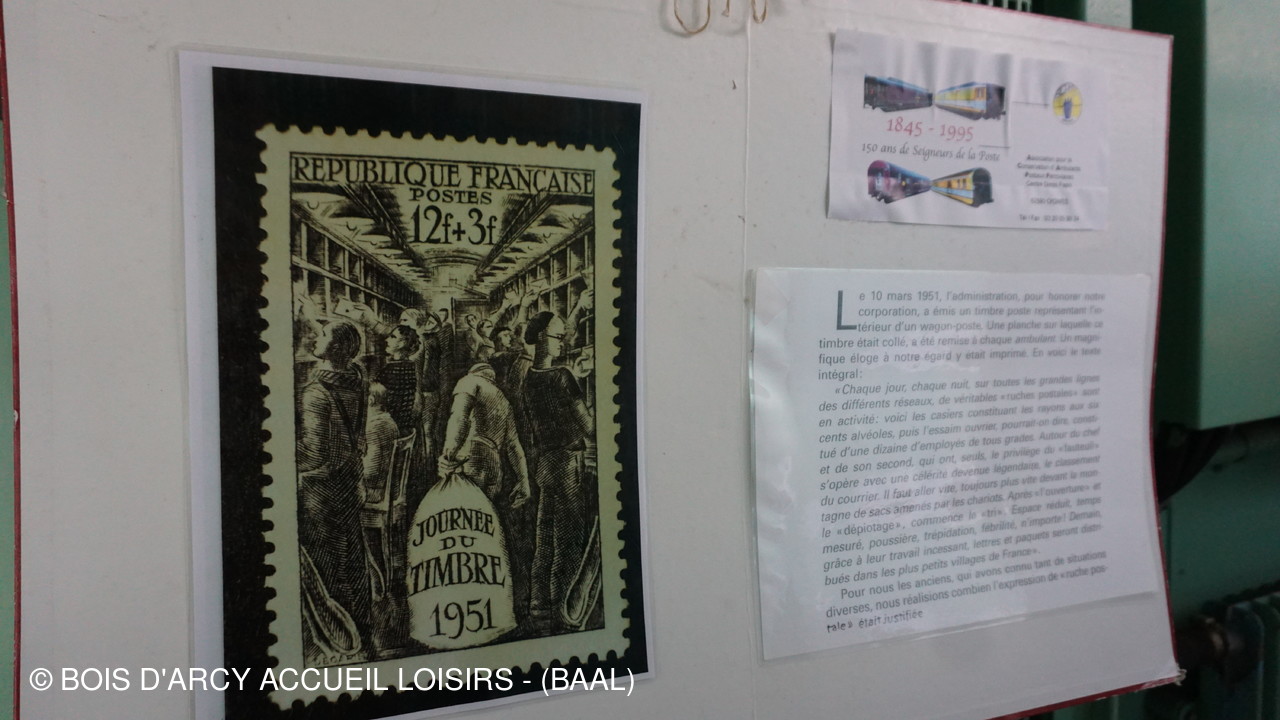 REPUBLIQUE FRANÇAISE
POSTES
12f+3f
JOURNÉE
DU
TIMBRE
1951
1845 - 1995
150 ans de Seigneurs de la Poste
Le 10 mars 1951, l'administration, pour honorer notre
corporation, a émis un timbre poste représentant l'in-
térieur d'un wagon-poste. Une planche sur laquelle ce
timbre était collé, a été remise à chaque ambulant. Un magni-
fique éloge à notre égard y etait imprimé. En voici le texte
intégral :
« Chaque jour, chaque nuit, sur toutes les grandes lignes
des différents réseaux, de véritables « ruches postales » sont
en activité : voici les casiers constituant les rayons aux six
cents alvéoles, puis l'essaim ouvrier, pourrait-on dire, consti-
tué d'une dizaine d'employés de tous grades. Autour du chef
et de son second, qui ont, seuls, le privilège du « fauteuil »
s'opère avec une célérité devenue légendaire, le classement
du courrier. Il faut aller vite, toujours plus vite devant la mon-
tagne de sacs amenés par les chariots. Après « l'ouverture » et
le « dépiotage », commence le « tri ». Espace réduit, temps
mesuré, poussière, trépidation, fébrilité, n'importe! Demain,
grâce à leur travail incessant, lettres et paquets seront distri-
bués dans les plus petits villages de France ».
Pour nous les anciens, qui avons connu tant de situations
diverses, nous réalisions combien l'expression de « ruche pos-
tale » était justifiée
© BOIS D'ARCY ACCUEIL LOISIRS - (BAAL)